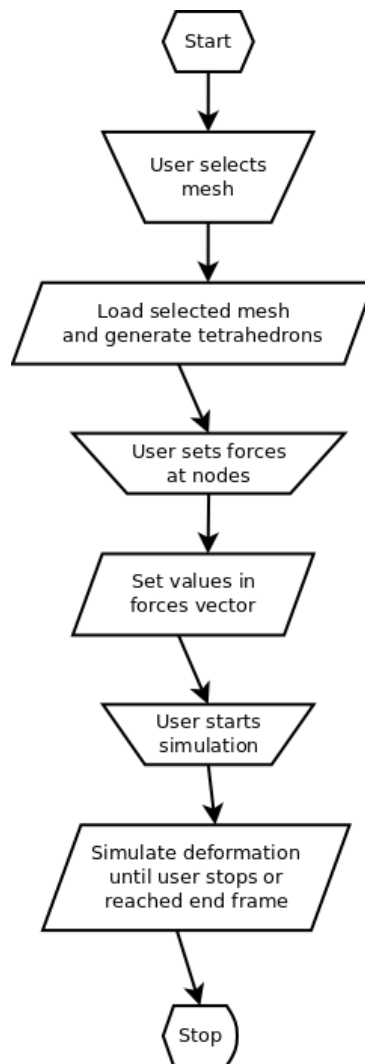 Start
User selects
mesh
Load selected mesh
and generate tetrahedrons
User sets forces
at nodes
Set values in
forces vector
User starts
simulation
Simulate deformation
until user stops or
reached end frame
Stop